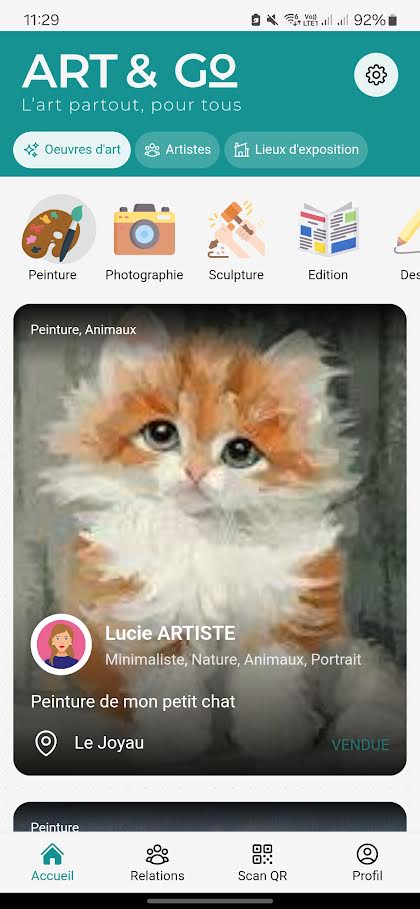 11:29
Vo)) LTE1 92%
ART & GO
L'art partout, pour tous
Oeuvres d'art Artistes Lieux d'exposition
Peinture Photographie Sculpture Edition Des
Peinture, Animaux
Lucie ARTISTE
Minimaliste, Nature, Animaux, Portrait
Peinture de mon petit chat
Le Joyau VENDUE
Peinture
Accueil Relations Scan QR Profil